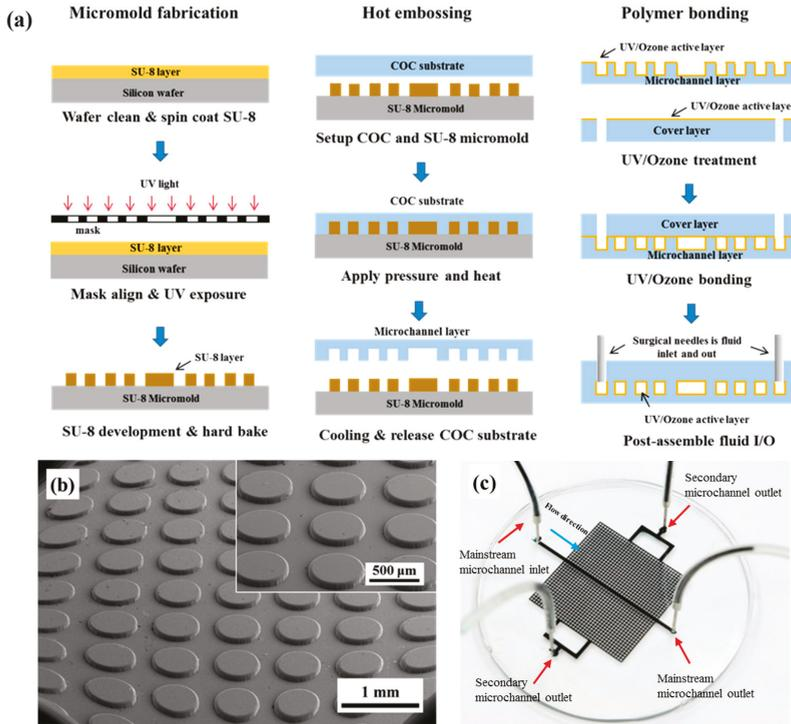 (a)
Micromold fabrication
SU-8 layer
Silicon wafer
Wafer clean & spin coat SU-8
UV light
mask
SU-8 layer
Silicon wafer
Mask align & UV exposure
SU-8 layer
SU-8 Micromold
SU-8 development & hard bake
Hot embossing
COC substrate
SU-8 Micromold
Setup COC and SU-8 micromold
COC substrate
SU-8 Micromold
Apply pressure and heat
Microchannel layer
SU-8 Micromold
Cooling & release COC substrate
Polymer bonding
UV/Ozone active layer
Microchannel layer
UV/Ozone active layer
Cover layer
UV/Ozone treatment
Cover layer
Microchannel layer
UV/Ozone bonding
Surgical needles is fluid
inlet and out
UV/Ozone active layer
Post-assemble fluid I/O
(b)
500 μm
1 mm
(c)
Secondary
microchannel outlet
Flow direction
Mainstream
microchannel inlet
Secondary
microchannel outlet
Mainstream
microchannel outlet